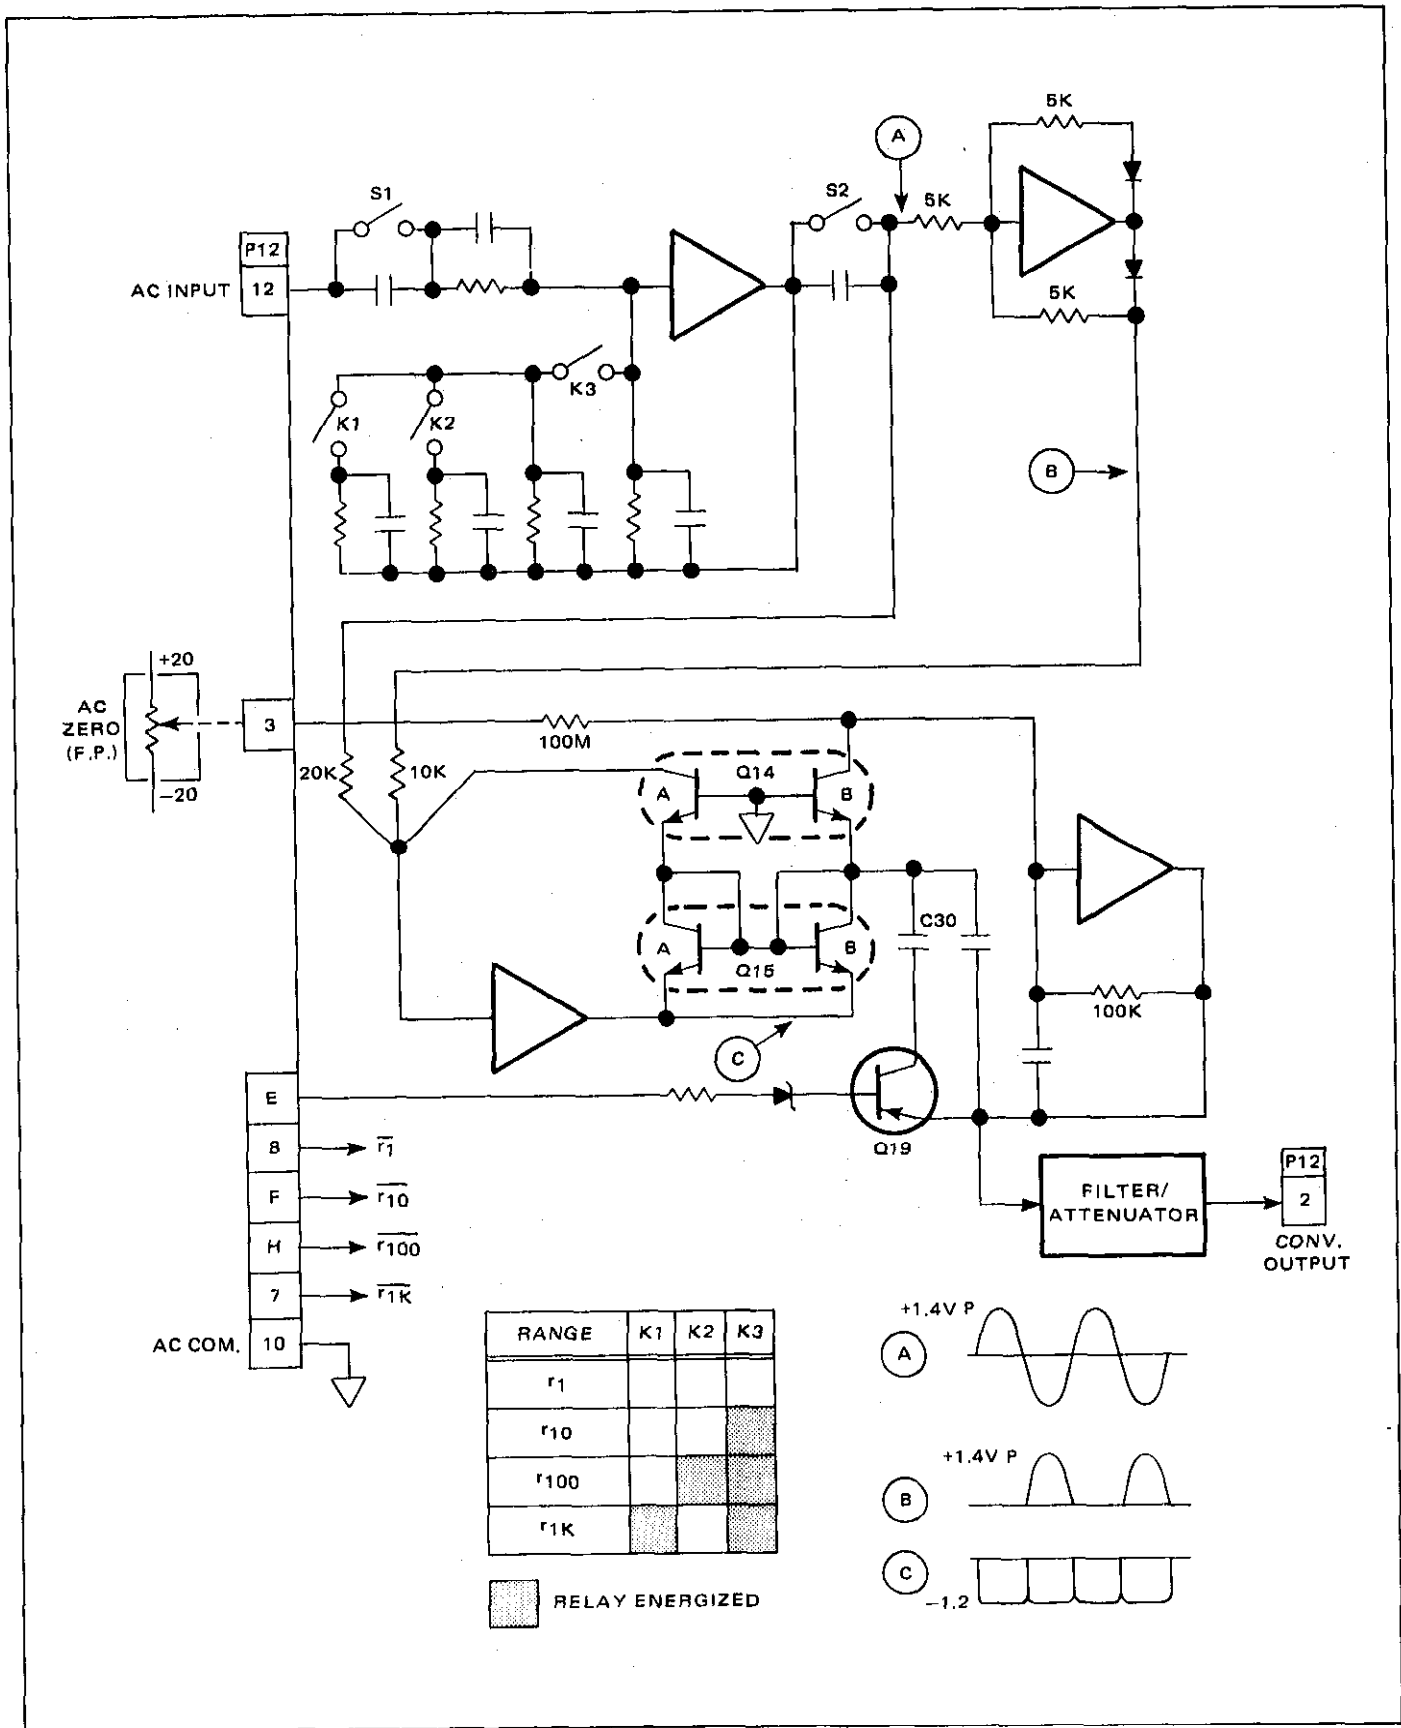 5K
A
S1
S2
5K
P12
AC INPUT
12
5K
K3
K1
K2
B
+20
AC
ZERO
(F.P.)
3
100M
-20
20K
10K
Q14
A
B
C30
A
B
Q15
100K
C
E
Q19
8
r1
F
r10
FILTER/
ATTENUATOR
P12
2
H
r100
CONV.
OUTPUT
7
r1K
AC COM.
10
RANGE K1 K2 K3
r1
r10
r100
r1K
RELAY ENERGIZED
+1.4V P
A
+1.4V P
B
C
-1.2